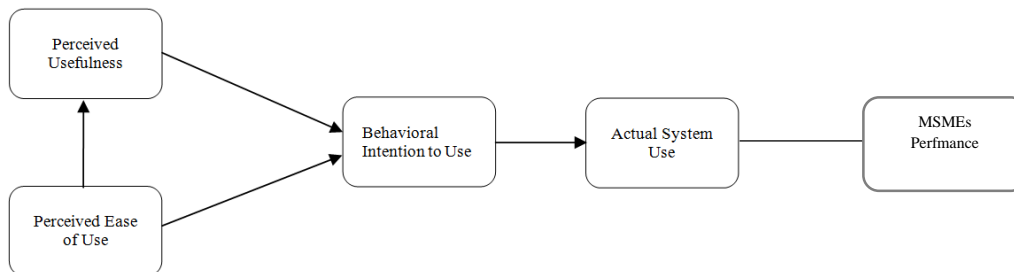 Perceived
Usefulness
Perceived Ease
of Use
Behavioral
Intention to Use
Actual System
Use
MSMEs
Perfmance